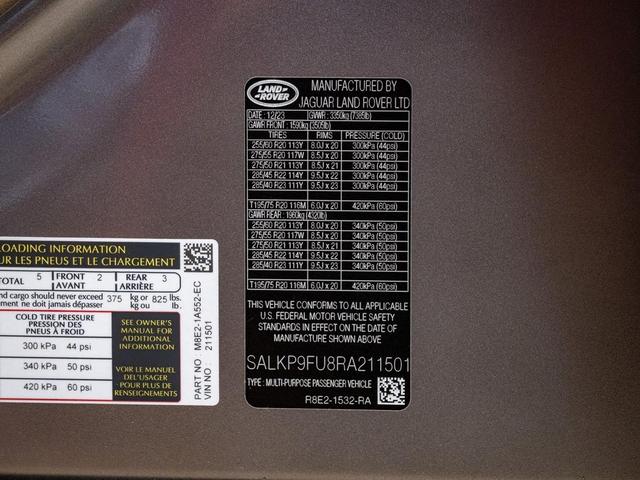 LAND ROVER
MANUFACTURED BY
JAGUAR LAND ROVER LTD
DATE : 12/23 GVWR : 3350kg (7385lb)
GAWR FRONT : 1590kg (3505lb)
TIRES RIMS PRESSURE (COLD)
255/60 R20 113Y 8.0J x 20 300kPa (44psi)
275/55 R20 117W 8.5J x 20 300kPa (44psi)
275/50 R21 113Y 8.5J x 21 300kPa (44psi)
285/45 R22 114Y 9.5J x 22 300kPa (44psi)
285/40 R23 111Y 9.5J x 23 300kPa (44psi)
T195/75 R20 116M 6.0J x 20 420kPa (60psi)
GAWR REAR : 1960kg (4320lb)
255/60 R20 113Y 8.0J x 20 340kPa (50psi)
275/55 R20 117W 8.5J x 20 340kPa (50psi)
275/50 R21 113Y 8.5J x 21 340kPa (50psi)
285/45 R22 114Y 9.5J x 22 340kPa (50psi)
285/40 R23 111Y 9.5J x 23 340kPa (50psi)
T195/75 R20 116M 6.0J x 20 420kPa (60psi)
THIS VEHICLE CONFORMS TO ALL APPLICABLE
U.S. FEDERAL MOTOR VEHICLE SAFETY
STANDARDS IN EFFECT ON THE DATE OF
MANUFACTURE SHOWN ABOVE
SALKP9FU8RA211501
TYPE: MULTI-PURPOSE PASSENGER VEHICLE
R8E2-1532-RA
LOADING INFORMATION
UR LES PNEUS ET LE CHARGEMENT
TOTAL 5 FRONT 2 REAR 3
AVANT ARRIÈRE
nd cargo should never exceed 375 kg or 825 lbs.
ement ne doit jamais dépasser kg ou lb.
COLD TIRE PRESSURE
PRESSION DES
PNEUS À FROID
300 kPa 44 psi
340 kPa 50 psi
420 kPa 60 psi
SEE OWNER'S
MANUAL FOR
ADDITIONAL
INFORMATION
VOIR LE MANUEL
DE L'USAGER
POUR PLUS DE
RENSEIGNEMENTS
PART NO : M8E2-1A552-EC
VIN NO : 211501